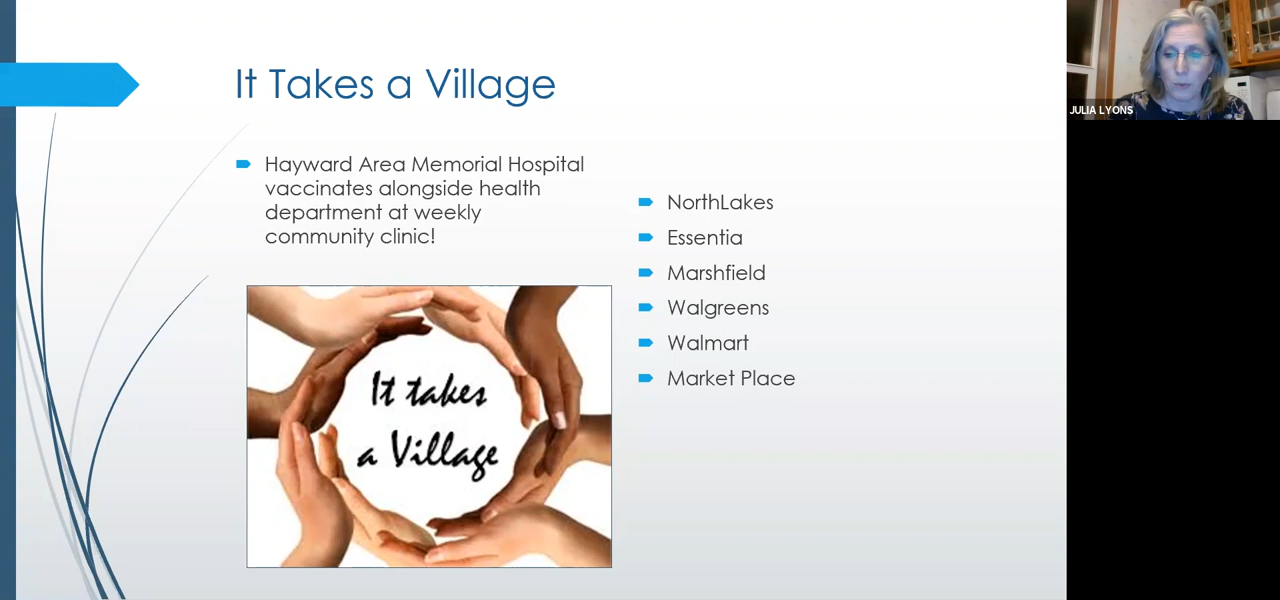 It Takes a Village
Hayward Area Memorial Hospital
vaccinates alongside health
department at weekly
community clinic!
It takes
a Village
NorthLakes
Essentia
Marshfield
Walgreens
Walmart
Market Place
JULIA LYONS